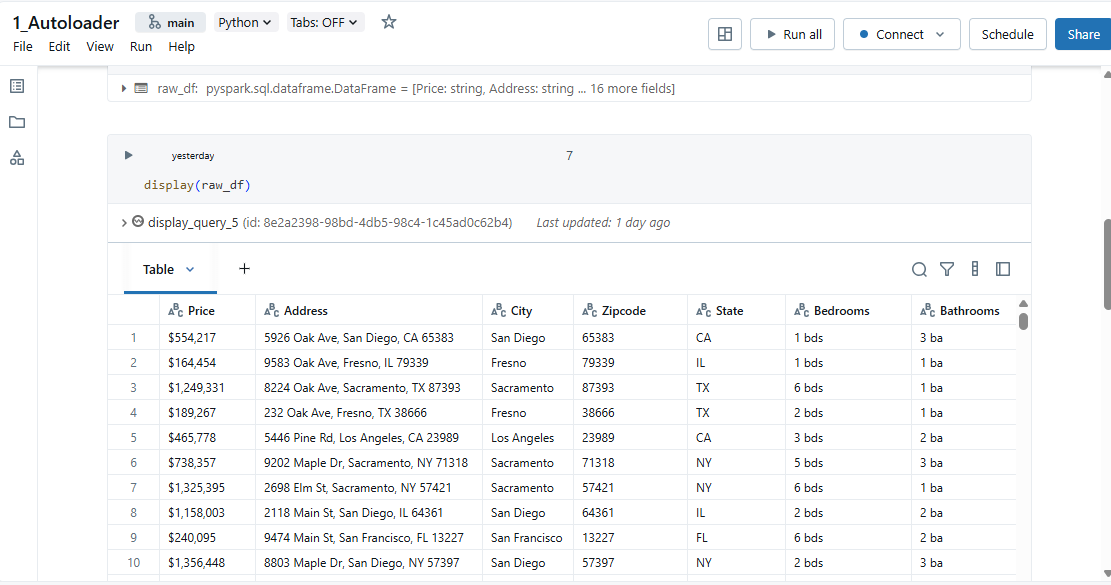 1_Autoloader main Python Tabs: OFF
File Edit View Run Help
Run all Connect Schedule Share
raw_df: pyspark.sql.dataframe.DataFrame = [Price: string, Address: string ... 16 more fields]
yesterday 7
display(raw_df)
display_query_5 (id: 8e2a2398-98bd-4db5-98c4-1c45ad0c62b4) Last updated: 1 day ago
Table +
Price Address City Zipcode State Bedrooms Bathrooms
1 $554,217 5926 Oak Ave, San Diego, CA 65383 San Diego 65383 CA 1 bds 3 ba
2 $164,454 9583 Oak Ave, Fresno, IL 79339 Fresno 79339 IL 1 bds 1 ba
3 $1,249,331 8224 Oak Ave, Sacramento, TX 87393 Sacramento 87393 TX 6 bds 1 ba
4 $189,267 232 Oak Ave, Fresno, TX 38666 Fresno 38666 TX 2 bds 1 ba
5 $465,778 5446 Pine Rd, Los Angeles, CA 23989 Los Angeles 23989 CA 3 bds 2 ba
6 $738,357 9202 Maple Dr, Sacramento, NY 71318 Sacramento 71318 NY 5 bds 3 ba
7 $1,325,395 2698 Elm St, Sacramento, NY 57421 Sacramento 57421 NY 6 bds 1 ba
8 $1,158,003 2118 Main St, San Diego, IL 64361 San Diego 64361 IL 2 bds 2 ba
9 $240,095 9474 Main St, San Francisco, FL 13227 San Francisco 13227 FL 6 bds 2 ba
10 $1,356,448 8803 Maple Dr, San Diego, NY 57397 San Diego 57397 NY 2 bds 3 ba